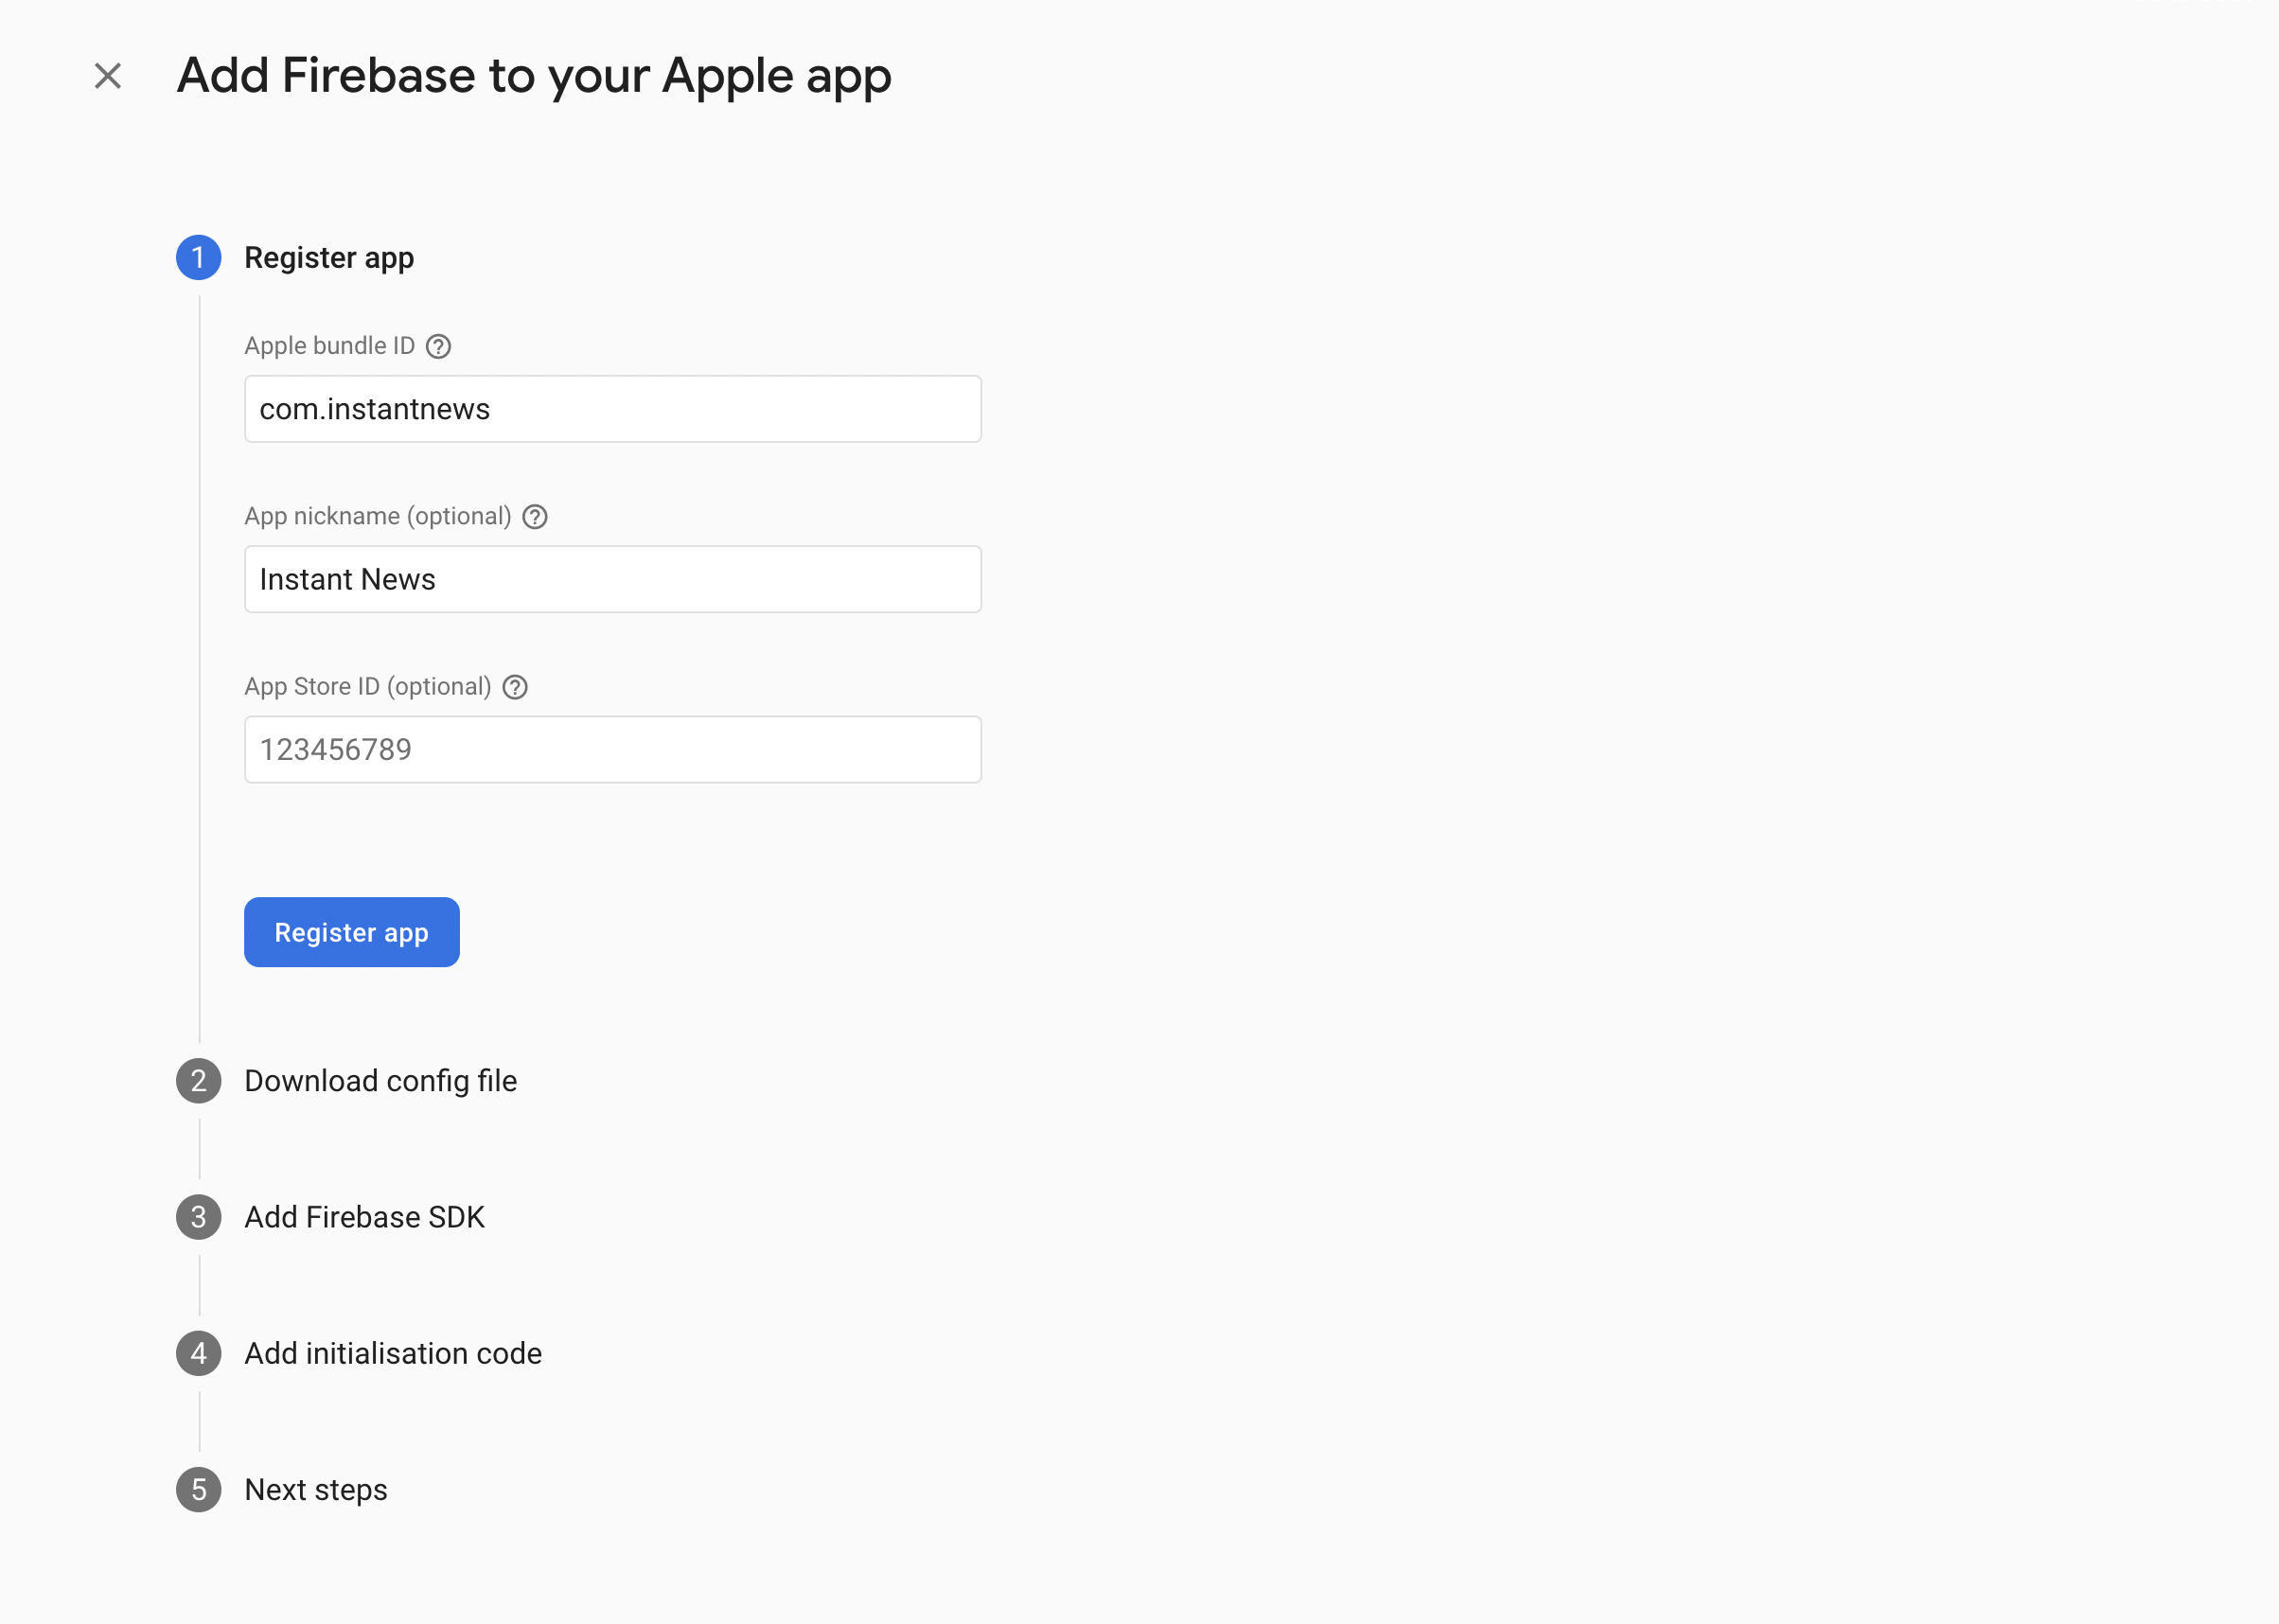 Add Firebase to your Apple app
1 Register app
Apple bundle ID
com.instantnews
App nickname (optional)
Instant News
App Store ID (optional)
123456789
Register app
2 Download config file
3 Add Firebase SDK
4 Add initialisation code
5 Next steps